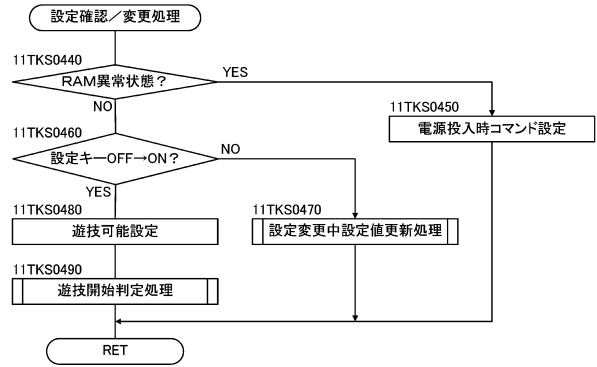 設定確認／変更処理
11TKS0440
RAM異常状態？
YES
NO
11TKS0450
電源投入時コマンド設定
11TKS0460
設定キーOFF→ON？
NO
YES
11TKS0480
遊技可能設定
11TKS0470
設定変更中設定値更新処理
11TKS0490
遊技開始判定処理
RET